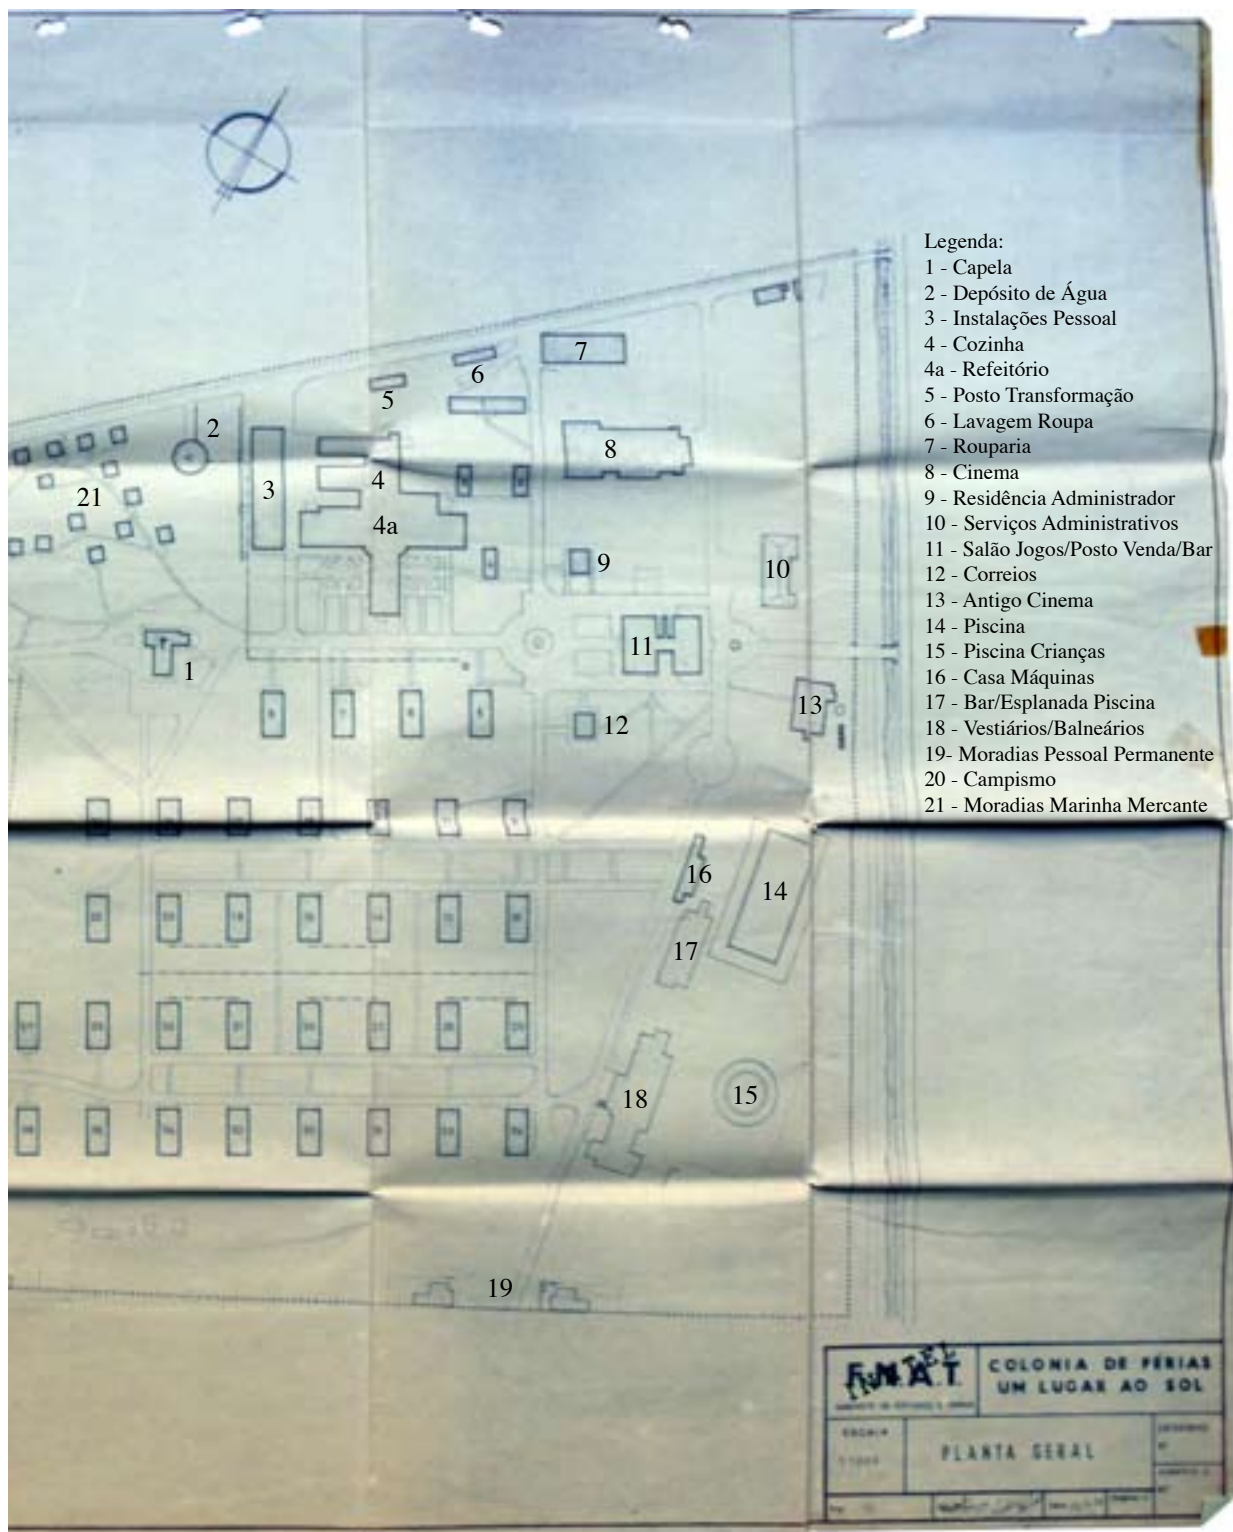 Legenda:
1 - Capela
2 - Depósito de Água
3 - Instalações Pessoal
4 - Cozinha
4a - Refeitório
5 - Posto Transformação
6 - Lavagem Roupa
7 - Rouparia
8 - Cinema
9 - Residência Administrador
10 - Serviços Administrativos
11 - Salão Jogos/Posto Venda/Bar
12 - Correios
13 - Antigo Cinema
14 - Piscina
15 - Piscina Crianças
16 - Casa Máquinas
17 - Bar/Esplanada Piscina
18 - Vestiários/Balneários
19- Moradias Pessoal Permanente
20 - Campismo
21 - Moradias Marinha Mercante
7
6
5
2
8
4
3
21
4a
9
10
11
1
13
12
16
14
17
15
18
19
F.N.A.T.
INATEL
COLONIA DE FÉRIAS
UM LUGAR AO SOL
ESCALA
PLANTA GERAL